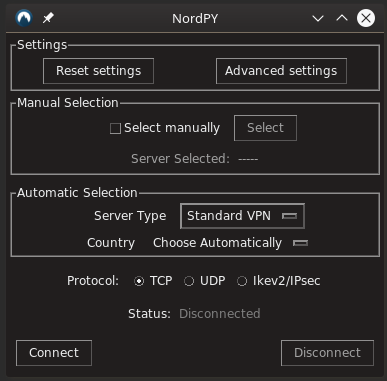 NordPY
Settings
Reset settings Advanced settings
Manual Selection
Select manually Select
Server Selected: -----
Automatic Selection
Server Type Standard VPN
Country Choose Automatically
Protocol: TCP UDP Ikev2/IPsec
Status: Disconnected
Connect Disconnect